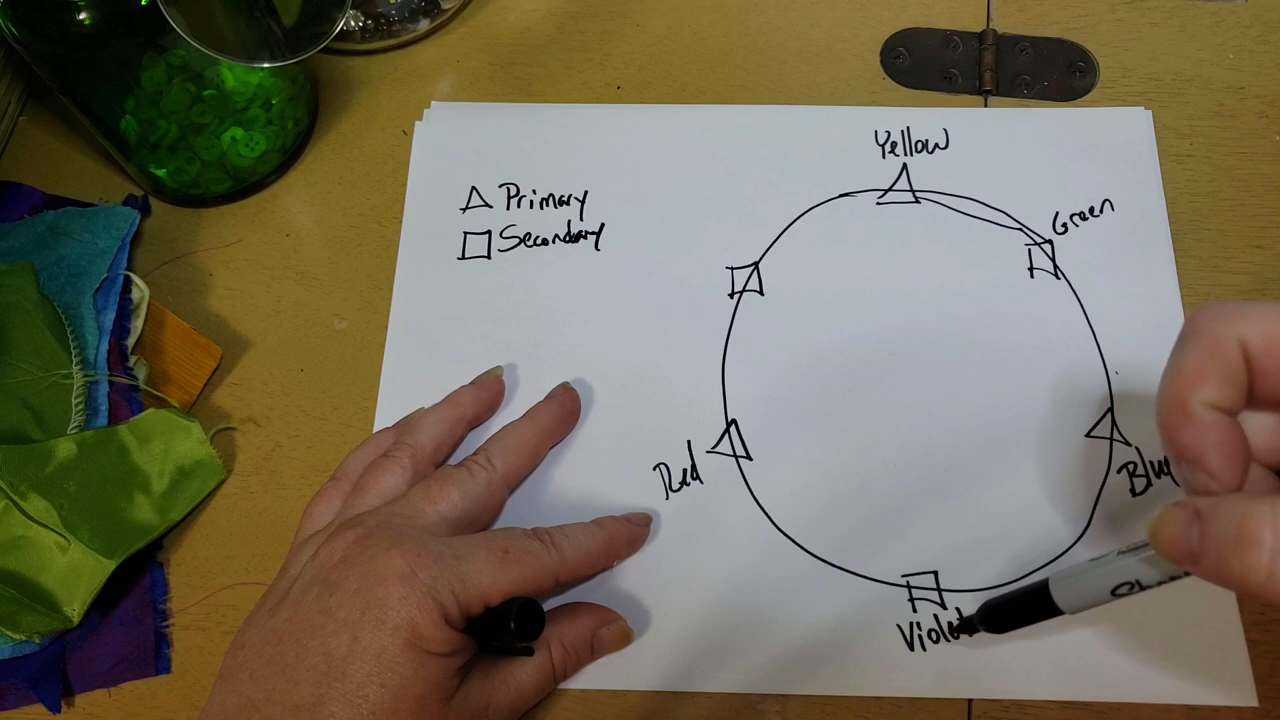 Yellow
Primary
Green
Secondary
Red
Blue
Violet